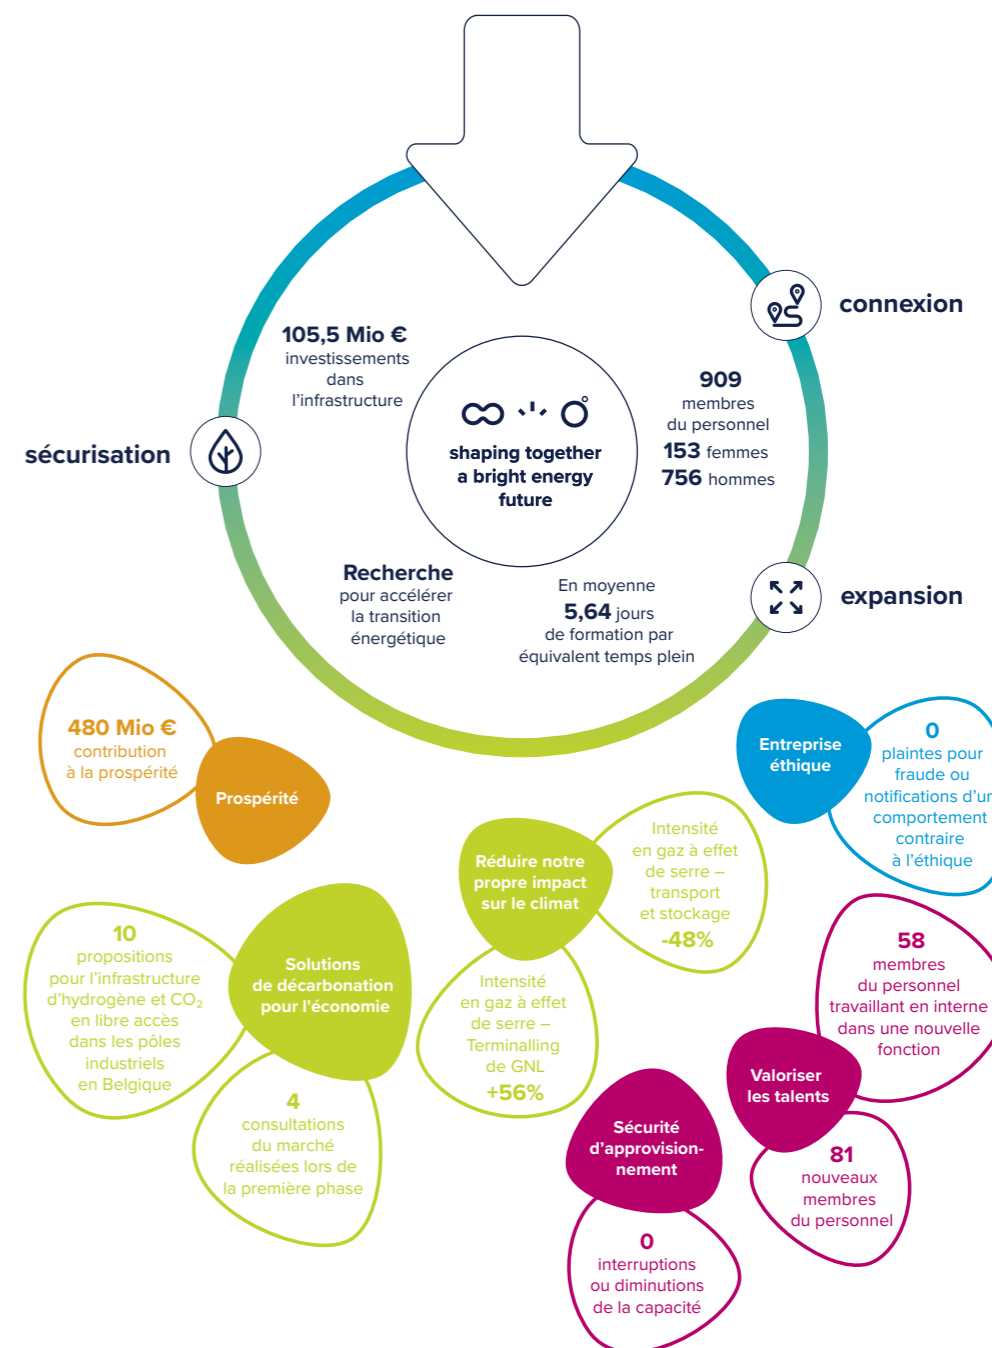 connexion
105,5 Mio €
investissements
dans
l’infrastructure
909
membres
du personnel
153 femmes
756 hommes
sécurisation
shaping together
a bright energy
future
Recherche
pour accélérer
la transition
énergétique
En moyenne
5,64 jours
de formation par
équivalent temps plein
expansion
480 Mio €
contribution
à la prospérité
Prospérité
Entreprise
éthique
0
plaintes pour
fraude ou
notifications d’un
comportement
contraire
à l’éthique
Réduire notre
propre impact
sur le climat
Intensité
en gaz à effet
de serre –
transport
et stockage
-48%
Intensité
en gaz à effet
de serre –
Terminalling
de GNL
+56%
10
propositions
pour l’infrastructure
d’hydrogène et CO₂
en libre accès
dans les pôles
industriels
en Belgique
Solutions
de décarbonation
pour l’économie
4
consultations
du marché
réalisées lors de
la première phase
58
membres
du personnel
travaillant en interne
dans une nouvelle
fonction
Valoriser
les talents
81
nouveaux
membres
du personnel
Sécurité
d’approvision-
nement
0
interruptions
ou diminutions
de la capacité